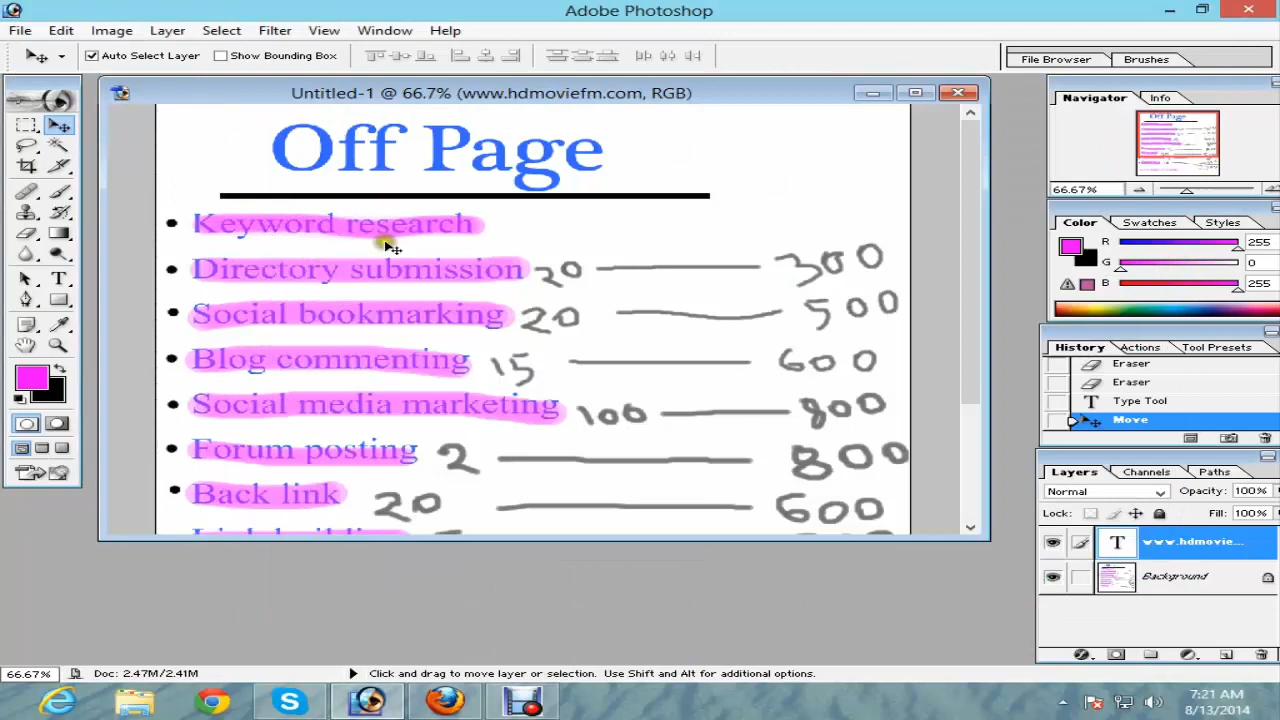 Adobe Photoshop
File Edit Image Layer Select Filter View Window Help
Auto Select Layer Show Bounding Box File Browser Brushes
Untitled-1 @ 66.7% (www.hdmoviefm.com, RGB)
Off Page
Keyword research
Directory submission 20 300
Social bookmarking 20 500
Blog commenting 15 600
Social media marketing 100 800
Forum posting 2 800
Back link 20 600
Navigator Info
Off Page
66.67%
Color Swatches Styles
R 255
G 0
B 255
History Actions Tool Presets
Eraser
Eraser
Type Tool
Move
Layers Channels Paths
Normal Opacity: 100%
Lock: Fill: 100%
T www.hdmovie...
Background
66.67% Doc: 2.47M/2.41M Click and drag to move layer or selection. Use Shift and Alt for additional options.
7:21 AM
8/13/2014